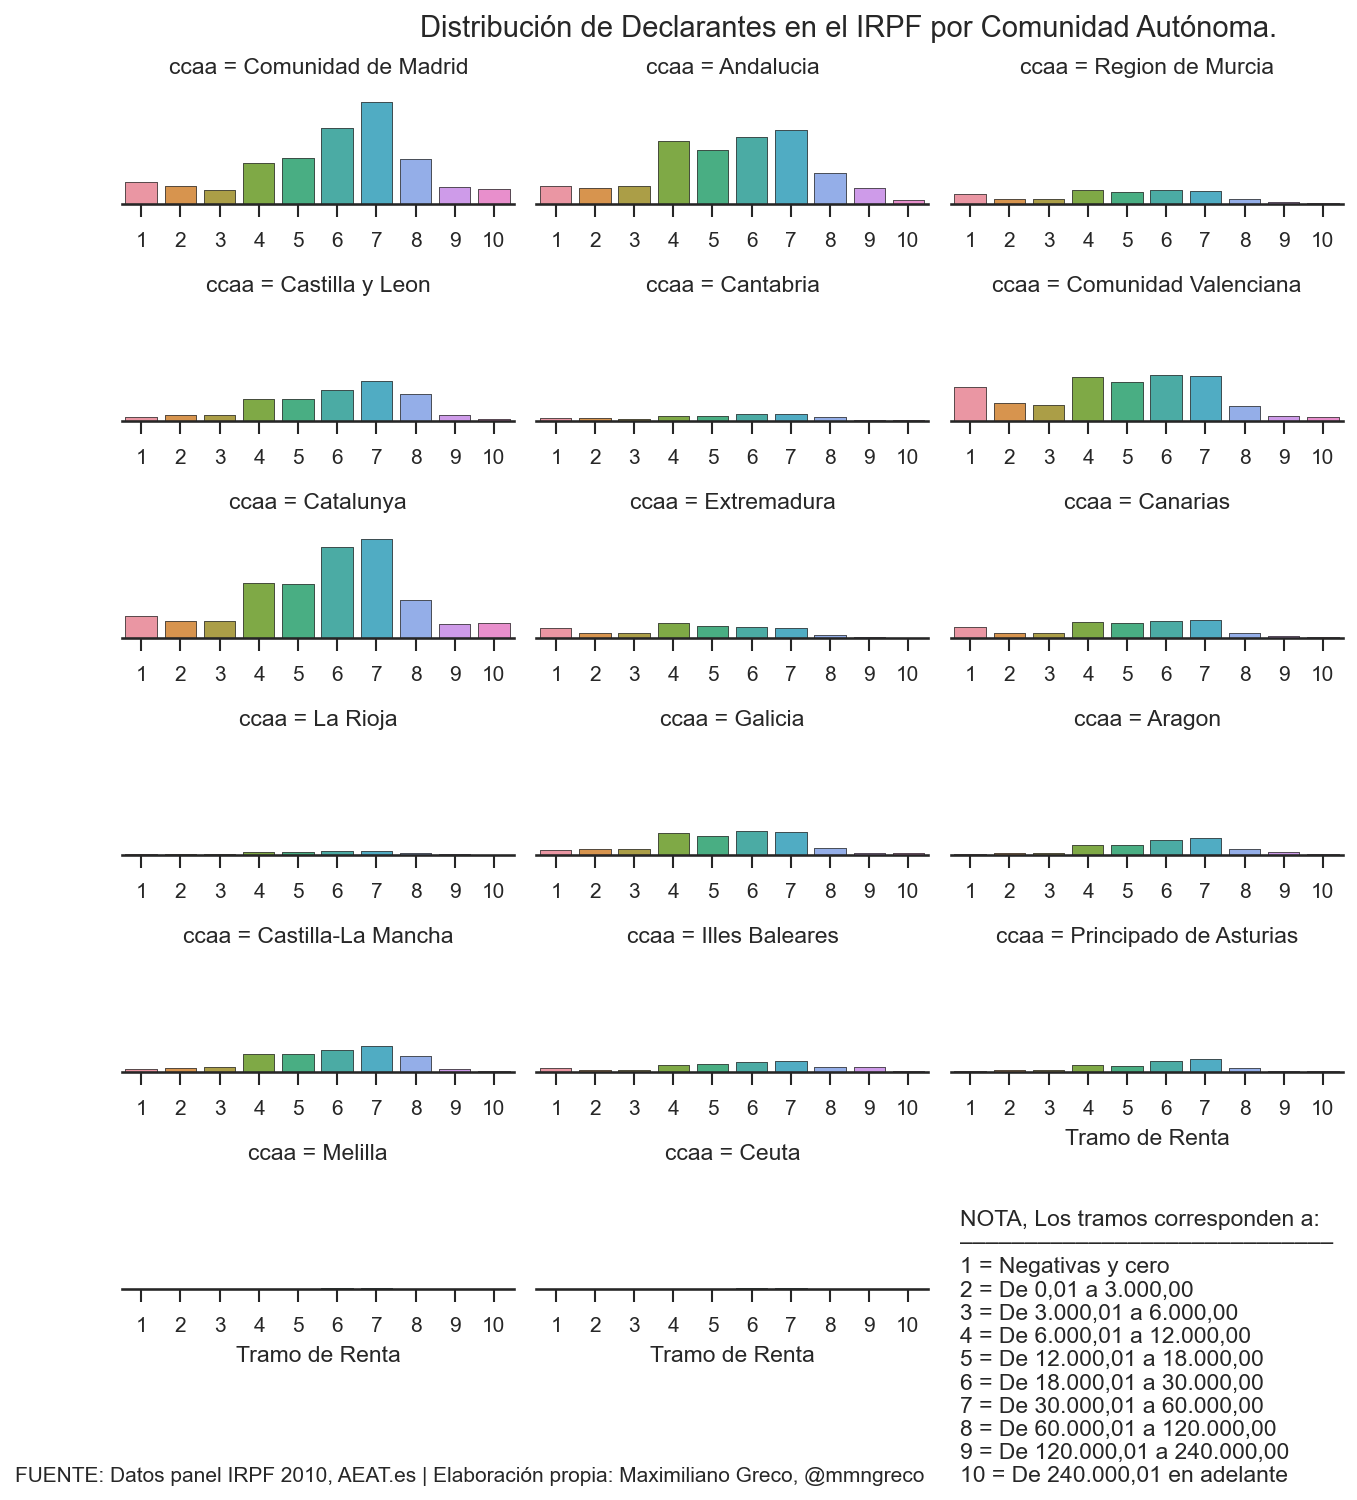 Distribución de Declarantes en el IRPF por Comunidad Autónoma.
ccaa = Comunidad de Madrid
ccaa = Andalucia
ccaa = Region de Murcia
1 2 3 4 5 6 7 8 9 10
1 2 3 4 5 6 7 8 9 10
1 2 3 4 5 6 7 8 9 10
ccaa = Castilla y Leon
ccaa = Cantabria
ccaa = Comunidad Valenciana
1 2 3 4 5 6 7 8 9 10
1 2 3 4 5 6 7 8 9 10
1 2 3 4 5 6 7 8 9 10
ccaa = Catalunya
ccaa = Extremadura
ccaa = Canarias
1 2 3 4 5 6 7 8 9 10
1 2 3 4 5 6 7 8 9 10
1 2 3 4 5 6 7 8 9 10
ccaa = La Rioja
ccaa = Galicia
ccaa = Aragon
1 2 3 4 5 6 7 8 9 10
1 2 3 4 5 6 7 8 9 10
1 2 3 4 5 6 7 8 9 10
ccaa = Castilla-La Mancha
ccaa = Illes Baleares
ccaa = Principado de Asturias
1 2 3 4 5 6 7 8 9 10
1 2 3 4 5 6 7 8 9 10
1 2 3 4 5 6 7 8 9 10
Tramo de Renta
ccaa = Melilla
ccaa = Ceuta
1 2 3 4 5 6 7 8 9 10
1 2 3 4 5 6 7 8 9 10
Tramo de Renta
Tramo de Renta
NOTA, Los tramos corresponden a:
1 = Negativas y cero
2 = De 0,01 a 3.000,00
3 = De 3.000,01 a 6.000,00
4 = De 6.000,01 a 12.000,00
5 = De 12.000,01 a 18.000,00
6 = De 18.000,01 a 30.000,00
7 = De 30.000,01 a 60.000,00
8 = De 60.000,01 a 120.000,00
9 = De 120.000,01 a 240.000,00
10 = De 240.000,01 en adelante
FUENTE: Datos panel IRPF 2010, AEAT.es | Elaboración propia: Maximiliano Greco, @mmngreco